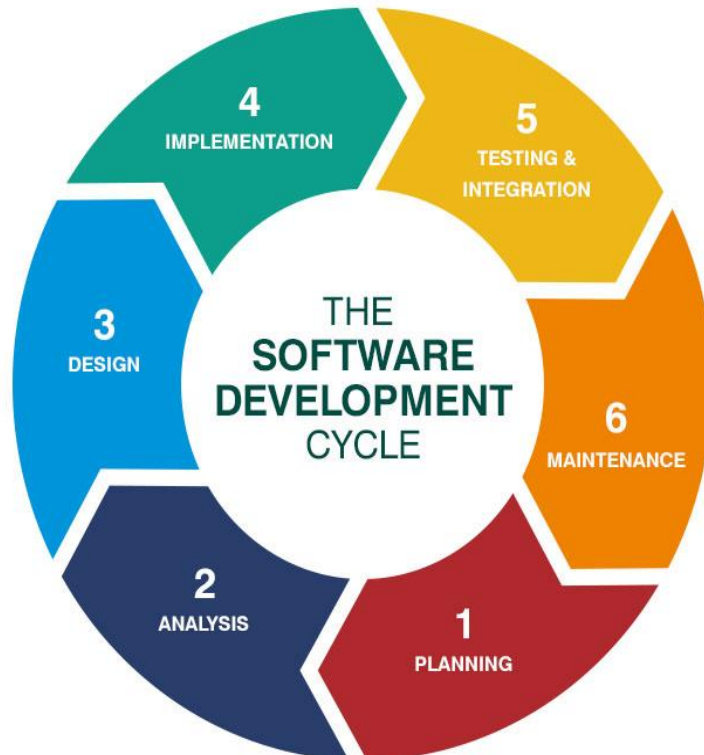 THE
SOFTWARE
DEVELOPMENT
CYCLE
1
PLANNING
2
ANALYSIS
3
DESIGN
4
IMPLEMENTATION
5
TESTING &
INTEGRATION
6
MAINTENANCE